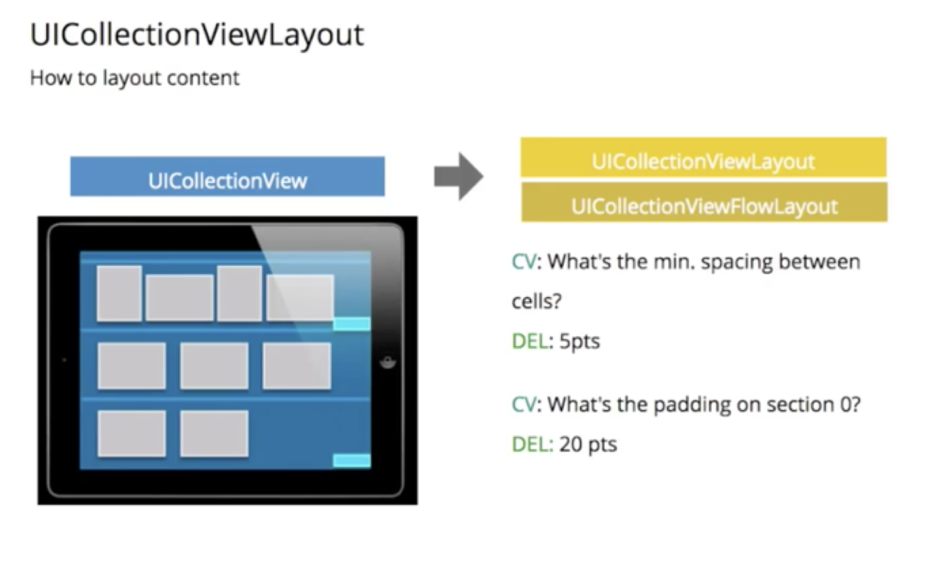 UICollectionViewLayout
How to layout content
UICollectionView
UICollectionViewLayout
UICollectionViewFlowLayout
CV: What's the min. spacing between
cells?
DEL: 5pts
CV: What's the padding on section 0?
DEL: 20 pts